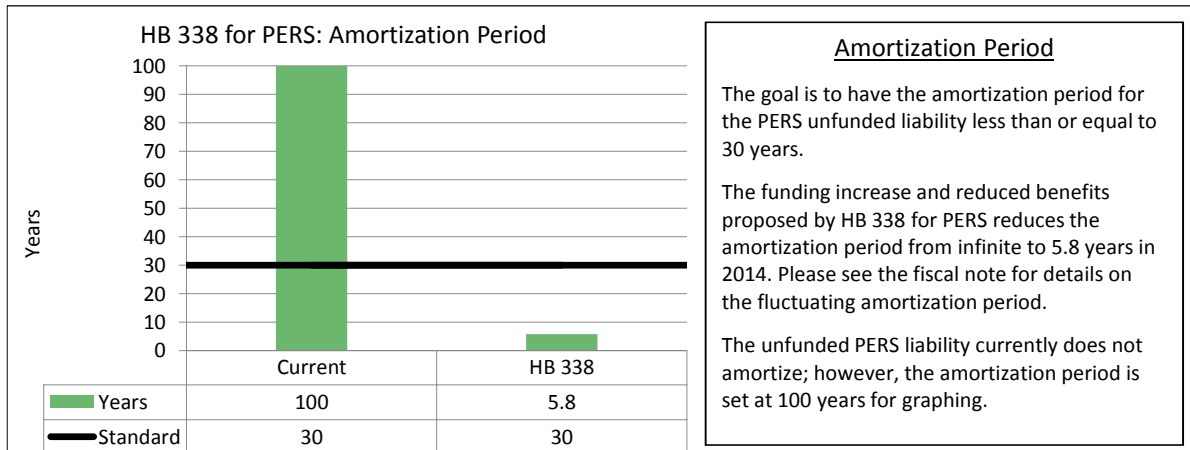 HB 338 for PERS: Amortization Period
Years
100
90
80
70
60
50
40
30
20
10
0
Current HB 338
Years 100 5.8
Standard 30 30
Amortization Period
The goal is to have the amortization period for
the PERS unfunded liability less than or equal to
30 years.
The funding increase and reduced benefits
proposed by HB 338 for PERS reduces the
amortization period from infinite to 5.8 years in
2014. Please see the fiscal note for details on
the fluctuating amortization period.
The unfunded PERS liability currently does not
amortize; however, the amortization period is
set at 100 years for graphing.